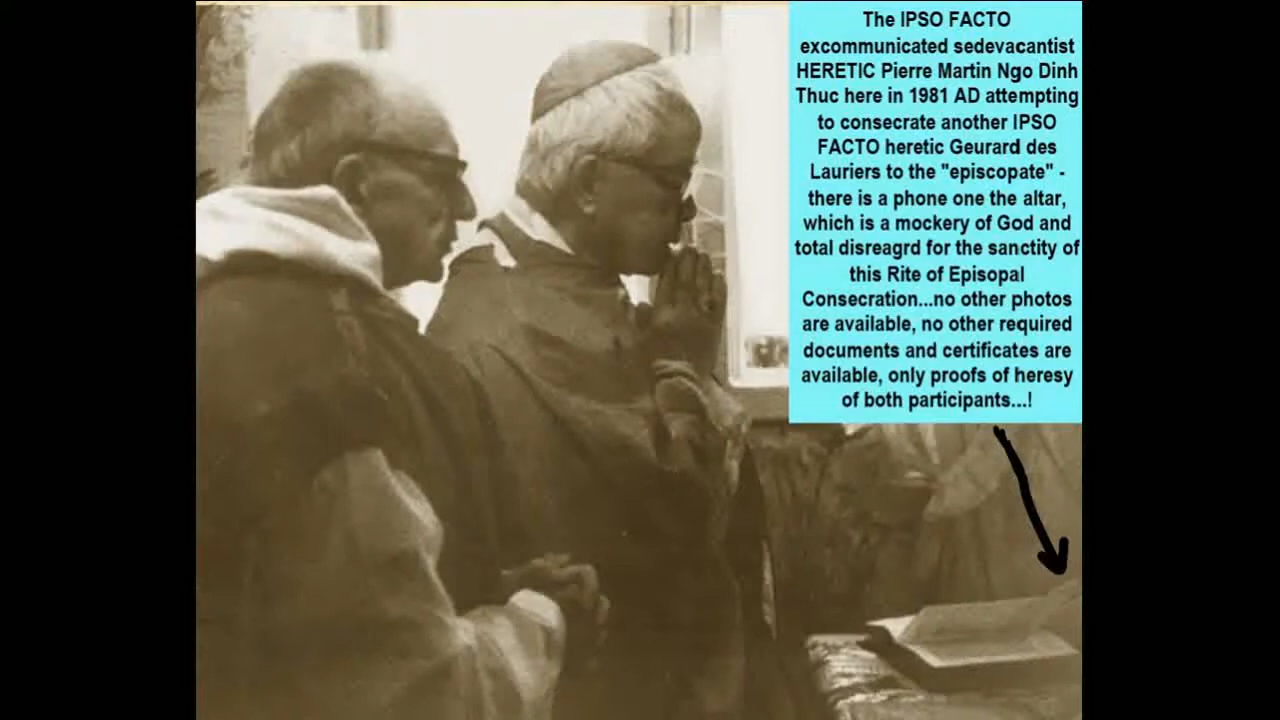 The IPSO FACTO
excommunicated sedevacantist
HERETIC Pierre Martin Ngo Dinh
Thuc here in 1981 AD attempting
to consecrate another IPSO
FACTO heretic Geurard des
Lauriers to the "episcopate" -
there is a phone one the altar,
which is a mockery of God and
total disreagrd for the sanctity of
this Rite of Episopal
Consecration...no other photos
are available, no other required
documents and certificates are
available, only proofs of heresy
of both participants...!